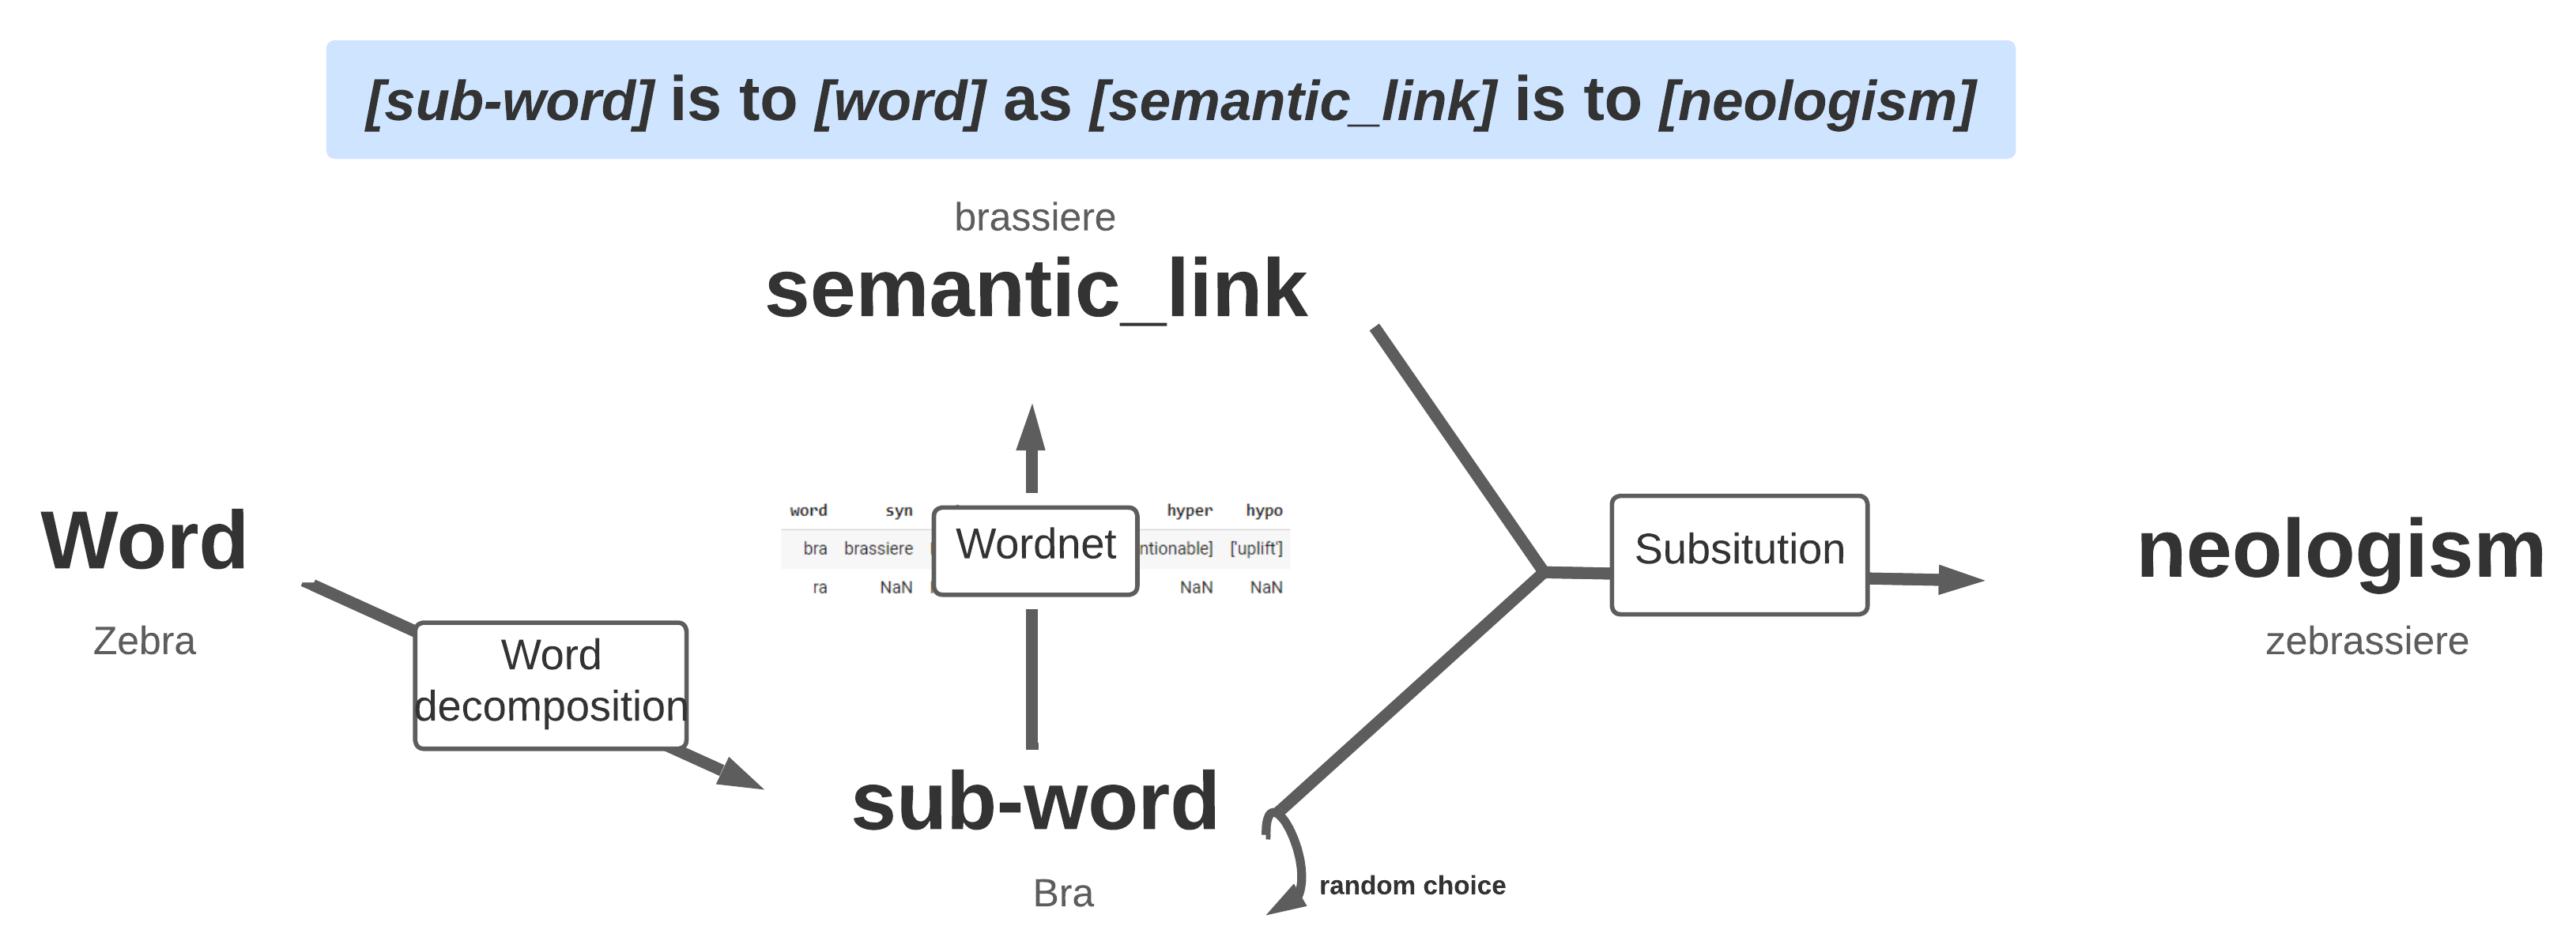 [sub-word] is to [word] as [semantic_link] is to [neologism]
brassiere
semantic_link
word syn hyper hypo
bra brassiere ntionable] ['uplift']
ra NaN NaN NaN
Wordnet
Word
Zebra
Word
decomposition
sub-word
Bra
random choice
Subsitution
neologism
zebrassiere